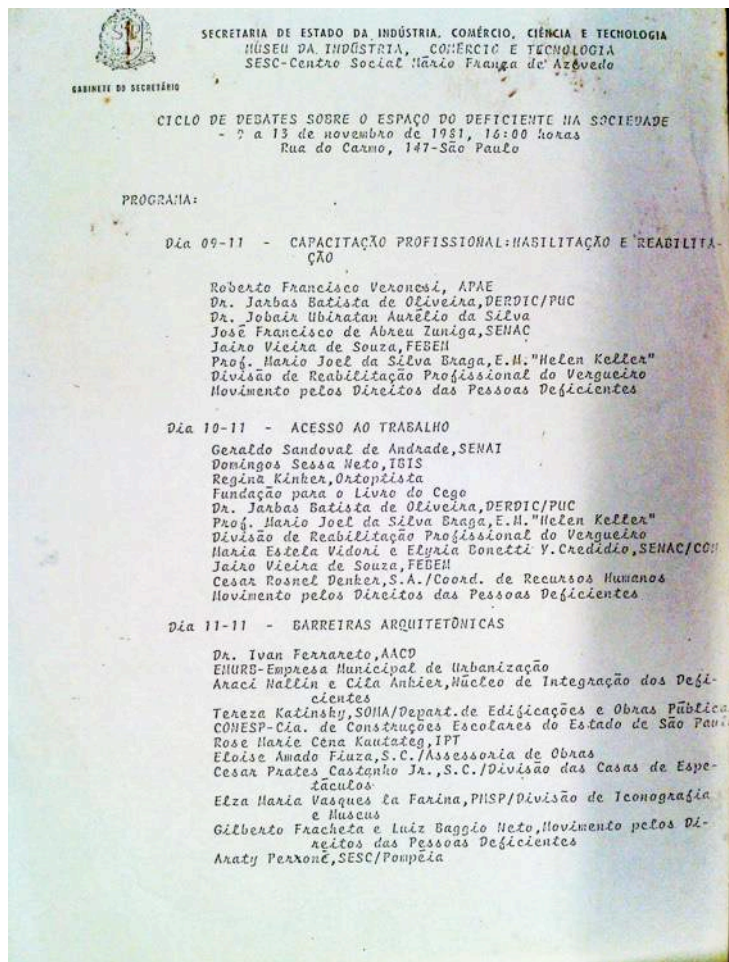 SECRETARIA DE ESTADO DA INDÚSTRIA, COMÉRCIO, CIÊNCIA E TECNOLOGIA
MUSEU DA INDÚSTRIA, COMÉRCIO E TECNOLOGIA
SESC-Centro Social Mário França de Azevedo
GABINETE DO SECRETÁRIO
CICLO DE DEBATES SOBRE O ESPAÇO DO DEFICIENTE NA SOCIEDADE
- 9 a 13 de novembro de 1981, 16:00 horas
Rua do Carmo, 147-São Paulo
PROGRAMA:
Dia 09-11 - CAPACITAÇÃO PROFISSIONAL:HABILITAÇÃO E REABILITA-
ÇÃO
Roberto Francisco Veronesi, APAE
Dr. Jarbas Batista de Oliveira,DERDIC/PUC
Dr. Jobair Ubiratan Aurélio da Silva
José Francisco de Abreu Zuniga,SENAC
Jairo Vieira de Souza,FEBEM
Prof. Mario Joel da Silva Braga,E.M."Helen Keller"
Divisão de Reabilitação Profissional do Vergueiro
Movimento pelos Direitos das Pessoas Deficientes
Dia 10-11 - ACESSO AO TRABALHO
Geraldo Sandoval de Andrade,SENAI
Domingos Sessa Neto,IBIS
Regina Kinker,Ortoptista
Fundação para o Livro do Cego
Dr. Jarbas Batista de Oliveira,DERDIC/PUC
Prof. Mario Joel da Silva Braga,E.M."Helen Keller"
Divisão de Reabilitação Profissional do Vergueiro
Maria Estela Vidori e Elyria Bonetti Y.Credidio,SENAC/
Jairo Vieira de Souza,FEBEM
Cesar Rosnel Denker,S.A./Coord. de Recursos Humanos
Movimento pelos Direitos das Pessoas Deficientes
Dia 11-11 - BARREIRAS ARQUITETÔNICAS
Dr. Ivan Ferrareto,AACD
EMURB-Empresa Municipal de Urbanização
Araci Nallin e Cila Ankier,Núcleo de Integração dos Defi-
cientes
Tereza Katinsky,SOMA/Depart.de Edificações e Obras Pública
CONESP-Cia. de Construções Escolares do Estado de São Paul
Rose Marie Cena Kautateg,IPT
Eloise Amado Fiuza,S.C./Assessoria de Obras
Cesar Prates Castanho Jr.,S.C./Divisão das Casas de Espe-
táculos
Elza Maria Vasques La Farina,PMSP/Divisão de Iconografia
e Museus
Gilberto Fracheta e Luiz Baggio Neto,Movimento pelos Di-
reitos das Pessoas Deficientes
Araty Perroné,SESC/Pompéia